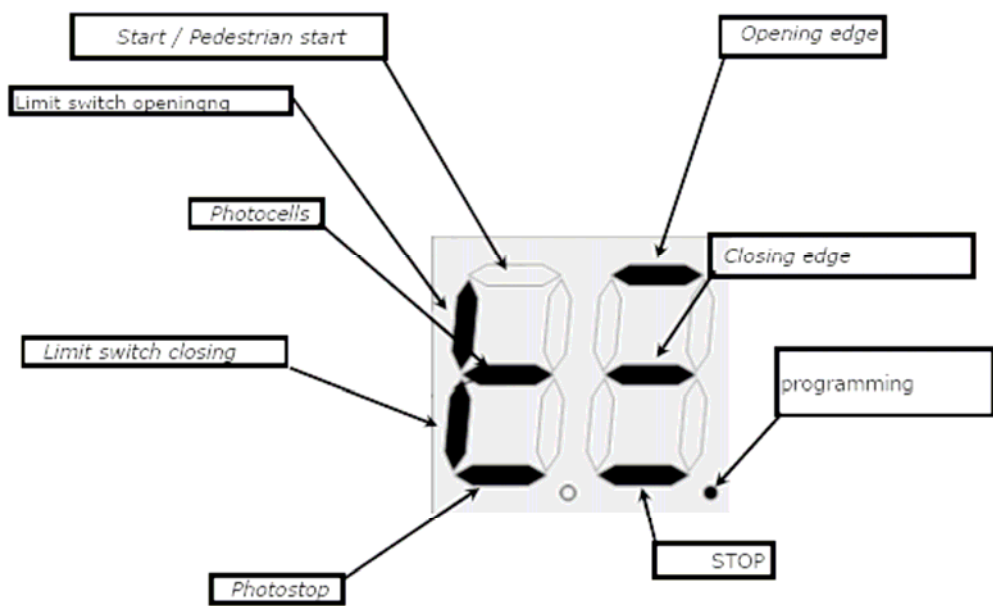 Start / Pedestrian start
Opening edge
Limit switch openingng
Photocells
Closing edge
Limit switch closing
programming
STOP
Photostop